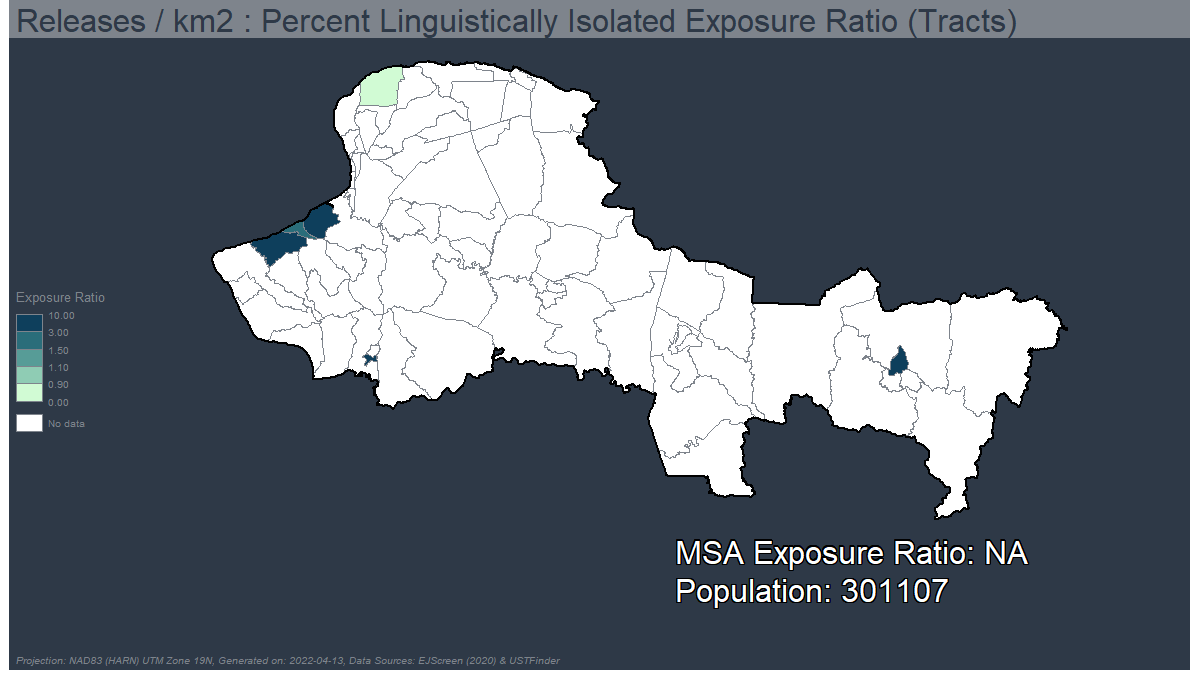 Releases / km2 : Percent Linguistically Isolated Exposure Ratio (Tracts)
Exposure Ratio
10.00
3.00
1.50
1.10
0.90
0.00
No data
MSA Exposure Ratio: NA
Population: 301107
Projection: NAD83 (HARN) UTM Zone 19N, Generated on: 2022-04-13, Data Sources: EJScreen (2020) & USTFinder